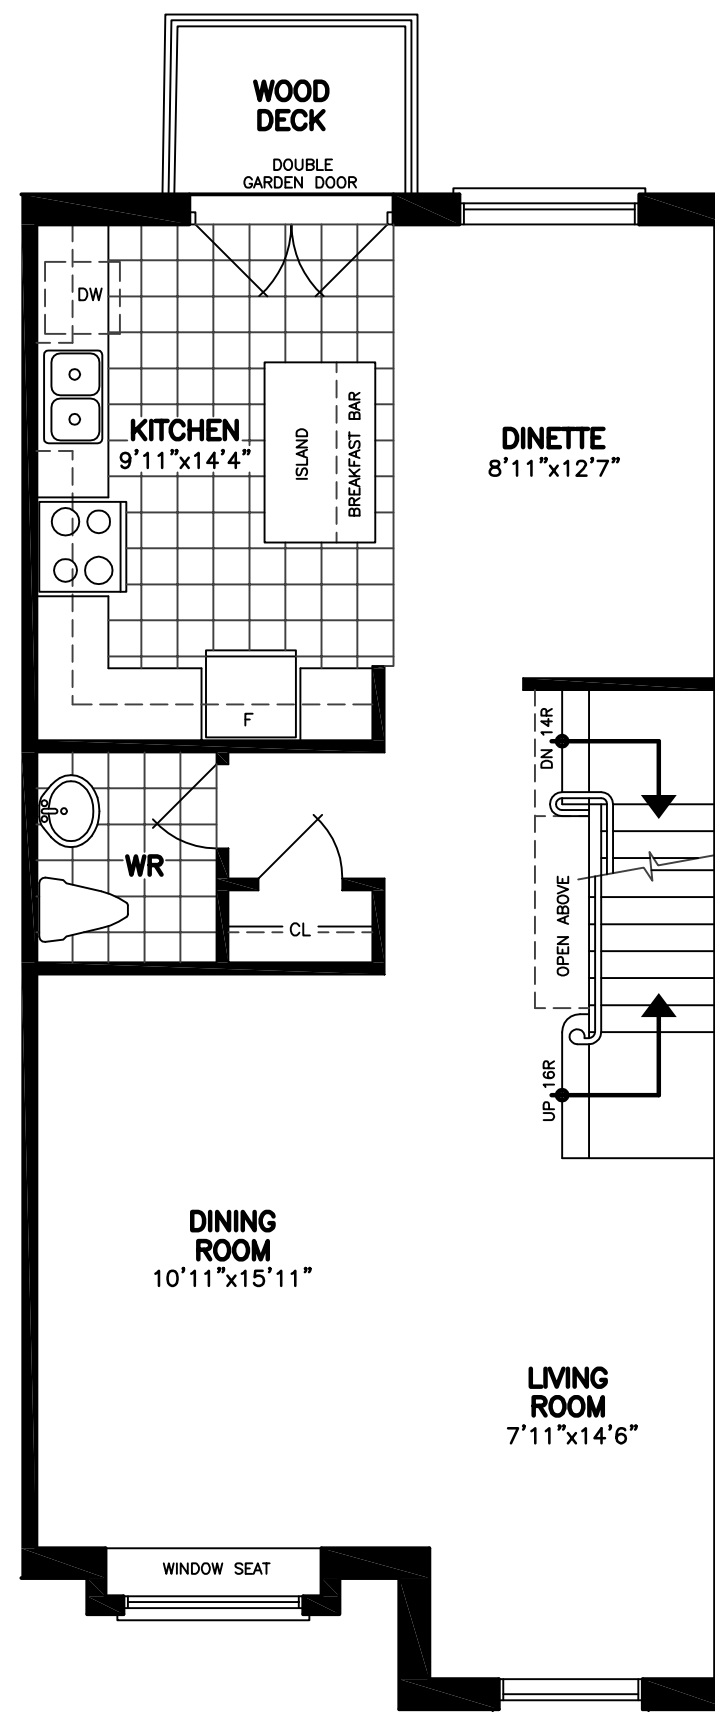 WOOD
DECK
DOUBLE
GARDEN DOOR
DW
KITCHEN
9'11"x14'4"
ISLAND
BREAKFAST BAR
DINETTE
8'11"x12'7"
F
DN 14R
WR
CL
OPEN ABOVE
UP 16R
DINING
ROOM
10'11"x15'11"
LIVING
ROOM
7'11"x14'6"
WINDOW SEAT